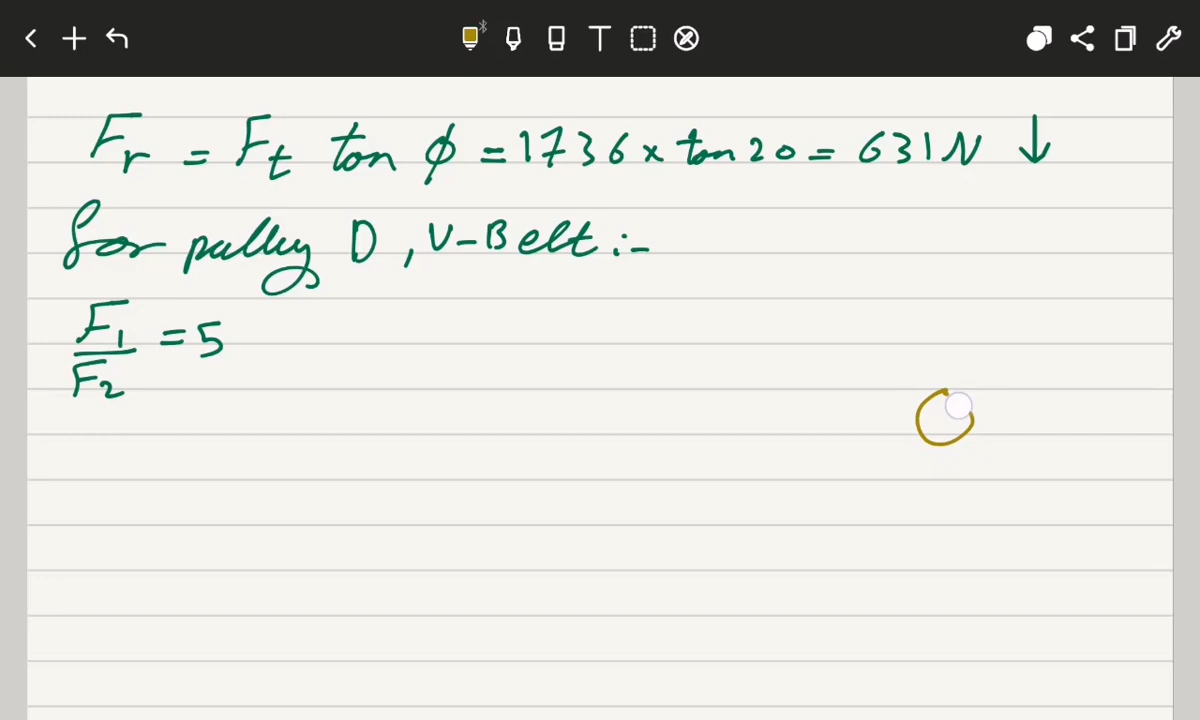 Fr = Ft tan ϕ = 1736 x tan 20 = 631 N ↓
for pulley D, V-Belt :-
F1/F2 = 5